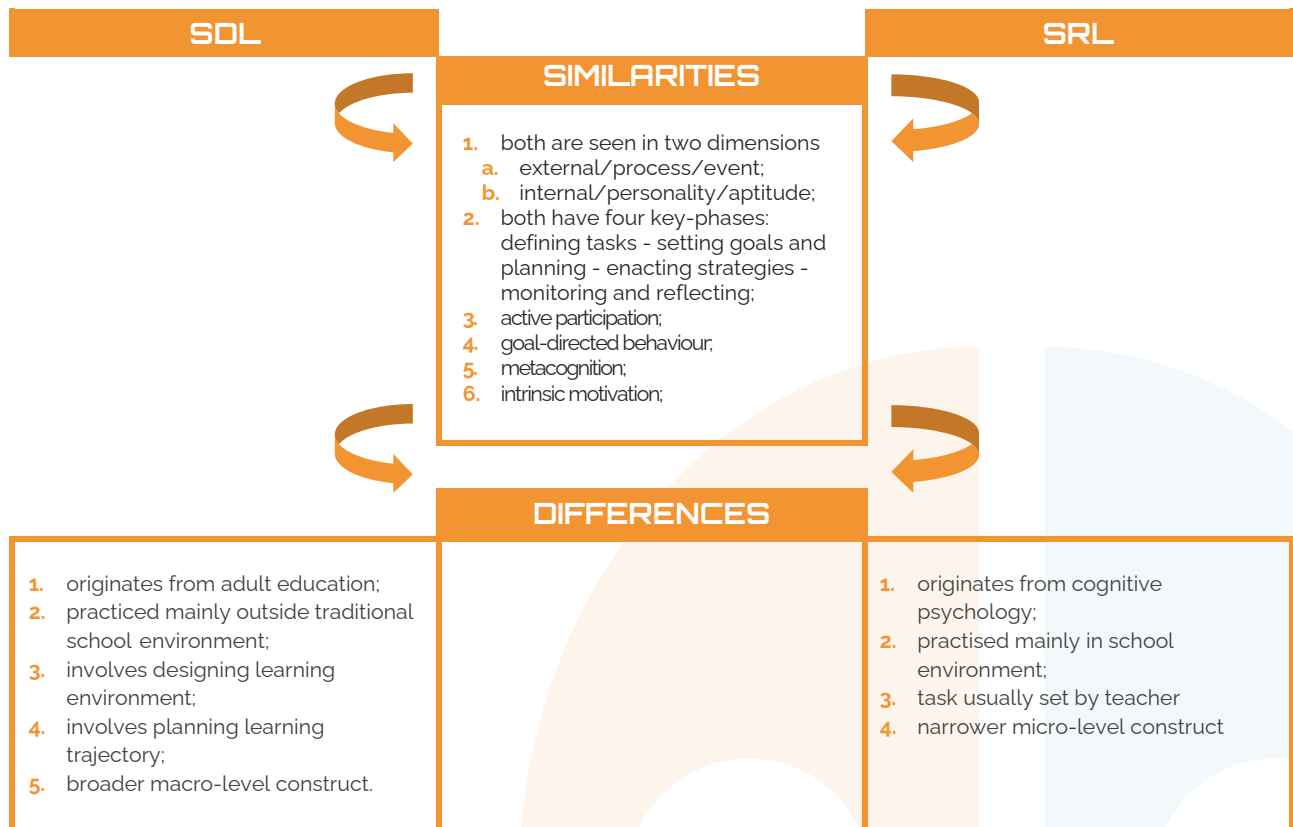 SDL
SRL
SIMILARITIES
1. both are seen in two dimensions
a. external/process/event;
b. internal/personality/aptitude;
2. both have four key-phases:
defining tasks - setting goals and
planning - enacting strategies -
monitoring and reflecting;
3. active participation;
4. goal-directed behaviour;
5. metacognition;
6. intrinsic motivation;
DIFFERENCES
1. originates from adult education;
2. practiced mainly outside traditional
school environment;
3. involves designing learning
environment;
4. involves planning learning
trajectory;
5. broader macro-level construct.
1. originates from cognitive
psychology;
2. practised mainly in school
environment;
3. task usually set by teacher
4. narrower micro-level construct